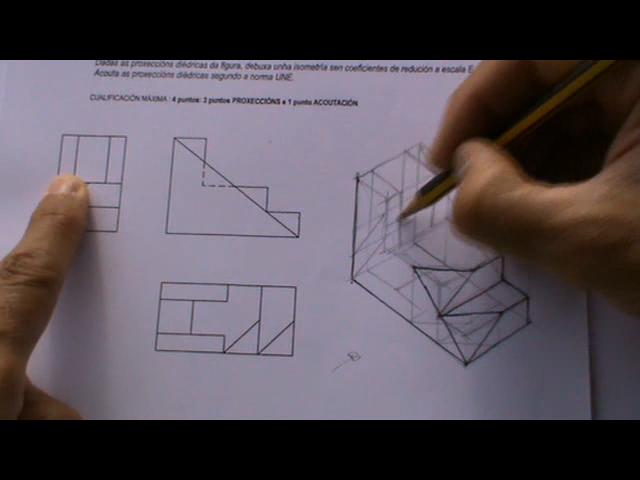 Dadas as proxeccións diédricas da figura, debuxa unha isometría sen coeficientes de redución a escala E
Acouta as proxeccións diédricas segundo a norma UNE.
CUALIFICACIÓN MÁXIMA : 4 puntos: 3 puntos PROXECCIÓNS e 1 punto ACOUTACIÓN